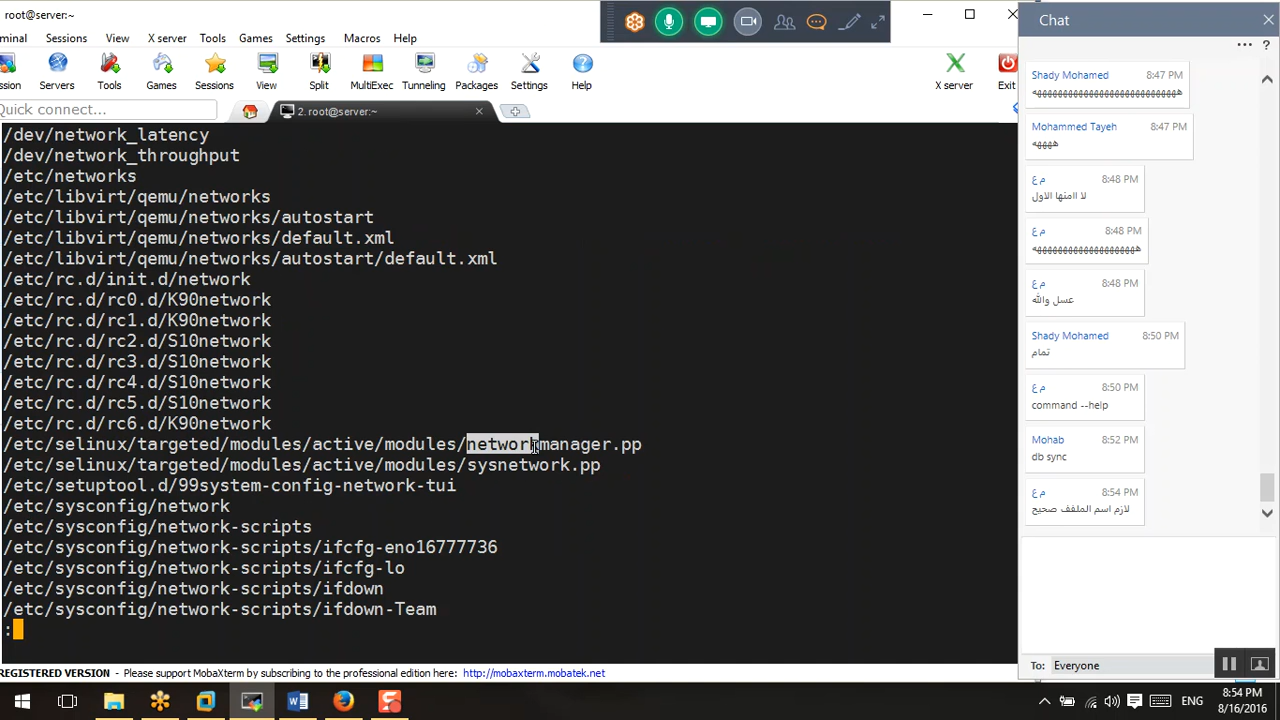 root@server:~
minal Sessions View X server Tools Games Settings Macros Help
ssion Servers Tools Games Sessions View Split MultiExec Tunneling Packages Settings Help X server Exit
Quick connect...
2. root@server:~
/dev/network_latency
/dev/network_throughput
/etc/networks
/etc/libvirt/qemu/networks
/etc/libvirt/qemu/networks/autostart
/etc/libvirt/qemu/networks/default.xml
/etc/libvirt/qemu/networks/autostart/default.xml
/etc/rc.d/init.d/network
/etc/rc.d/rc0.d/K90network
/etc/rc.d/rc1.d/K90network
/etc/rc.d/rc2.d/S10network
/etc/rc.d/rc3.d/S10network
/etc/rc.d/rc4.d/S10network
/etc/rc.d/rc5.d/S10network
/etc/rc.d/rc6.d/K90network
/etc/selinux/targeted/modules/active/modules/networkmanager.pp
/etc/selinux/targeted/modules/active/modules/sysnetwork.pp
/etc/setuptool.d/99system-config-network-tui
/etc/sysconfig/network
/etc/sysconfig/network-scripts
/etc/sysconfig/network-scripts/ifcfg-eno16777736
/etc/sysconfig/network-scripts/ifcfg-lo
/etc/sysconfig/network-scripts/ifdown
/etc/sysconfig/network-scripts/ifdown-Team
:
REGISTERED VERSION - Please support MobaXterm by subscribing to the professional edition here: http://mobaxterm.mobatek.net
Chat
Shady Mohamed 8:47 PM
Mohammed Tayeh 8:47 PM
ههههه
م ع 8:48 PM
لا امنها الاول
م ع 8:48 PM
م ع 8:48 PM
عسل والله
Shady Mohamed 8:50 PM
تمام
م ع 8:50 PM
command --help
Mohab 8:52 PM
db sync
م ع 8:54 PM
لازم اسم الملفف صحيح
To: Everyone
ENG
8:54 PM
8/16/2016